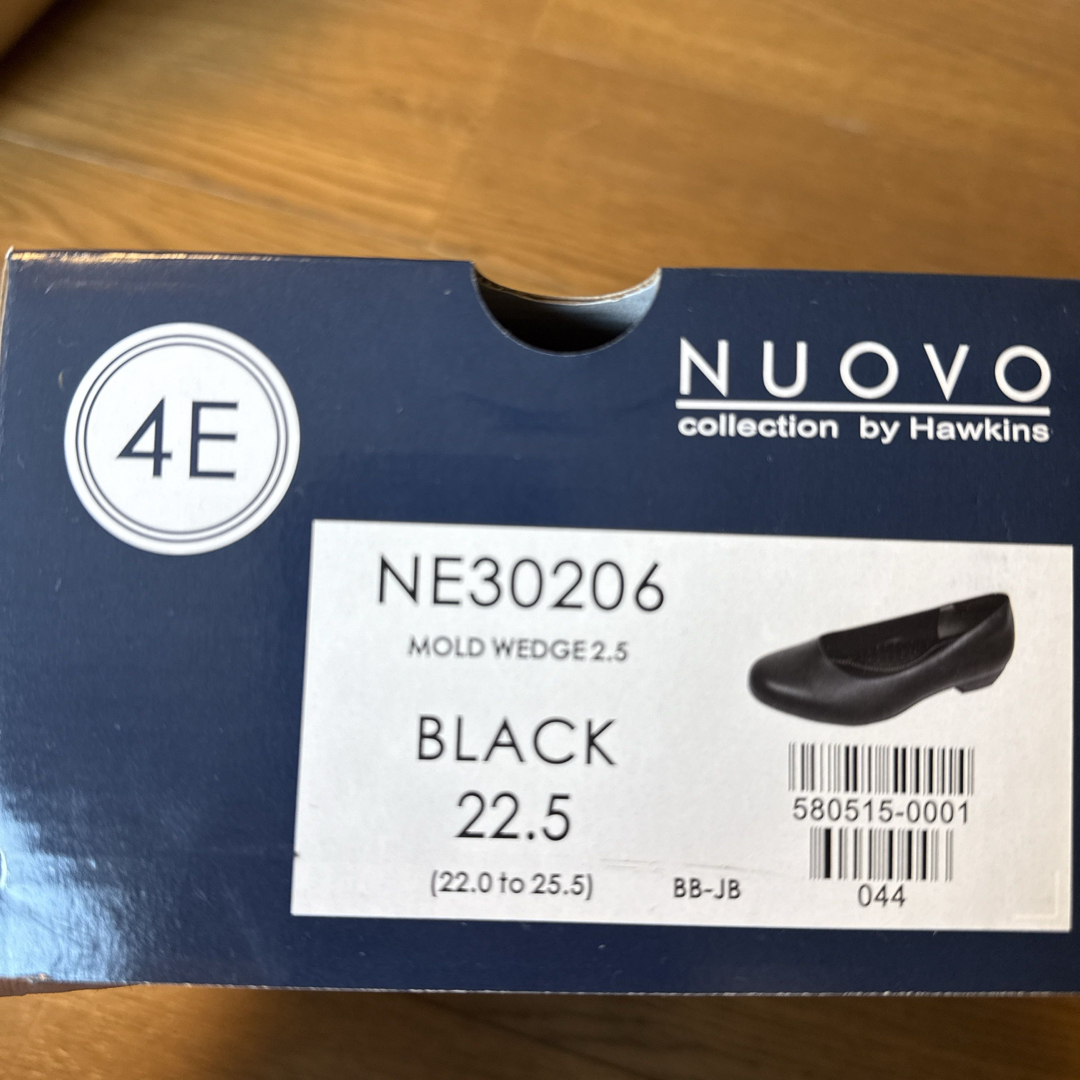 4E
NUOVO
collection by Hawkins
NE30206
MOLD WEDGE 2.5
BLACK
22.5
(22.0 to 25.5)
BB-JB
580515-0001
044